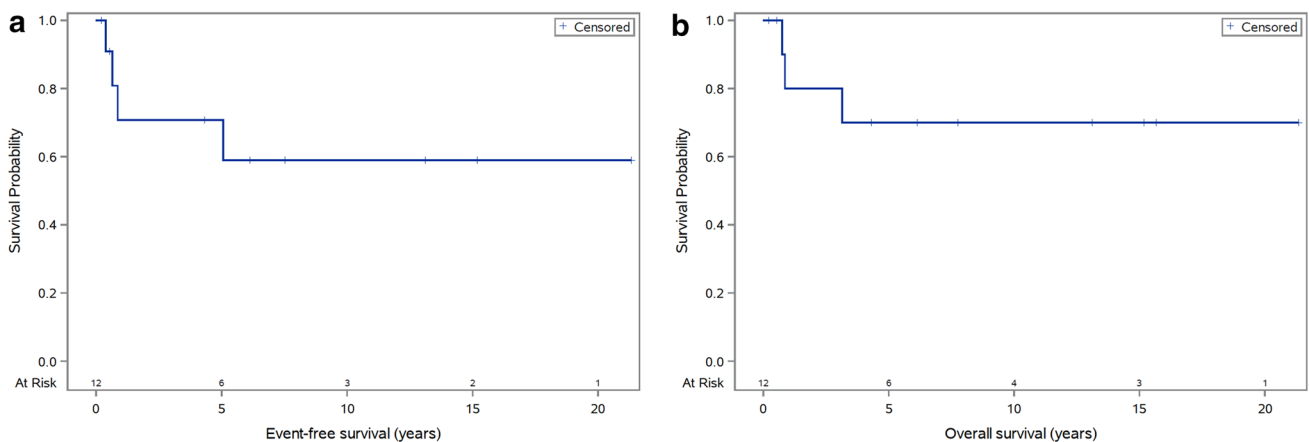 a
1.0
+ Censored
0.8
0.6
0.4
0.2
0.0
Survival Probability
At Risk 12 6 3 2 1
0 5 10 15 20
Event-free survival (years)
b
1.0
+ Censored
0.8
0.6
0.4
0.2
0.0
Survival Probability
At Risk 12 6 4 3 1
0 5 10 15 20
Overall survival (years)